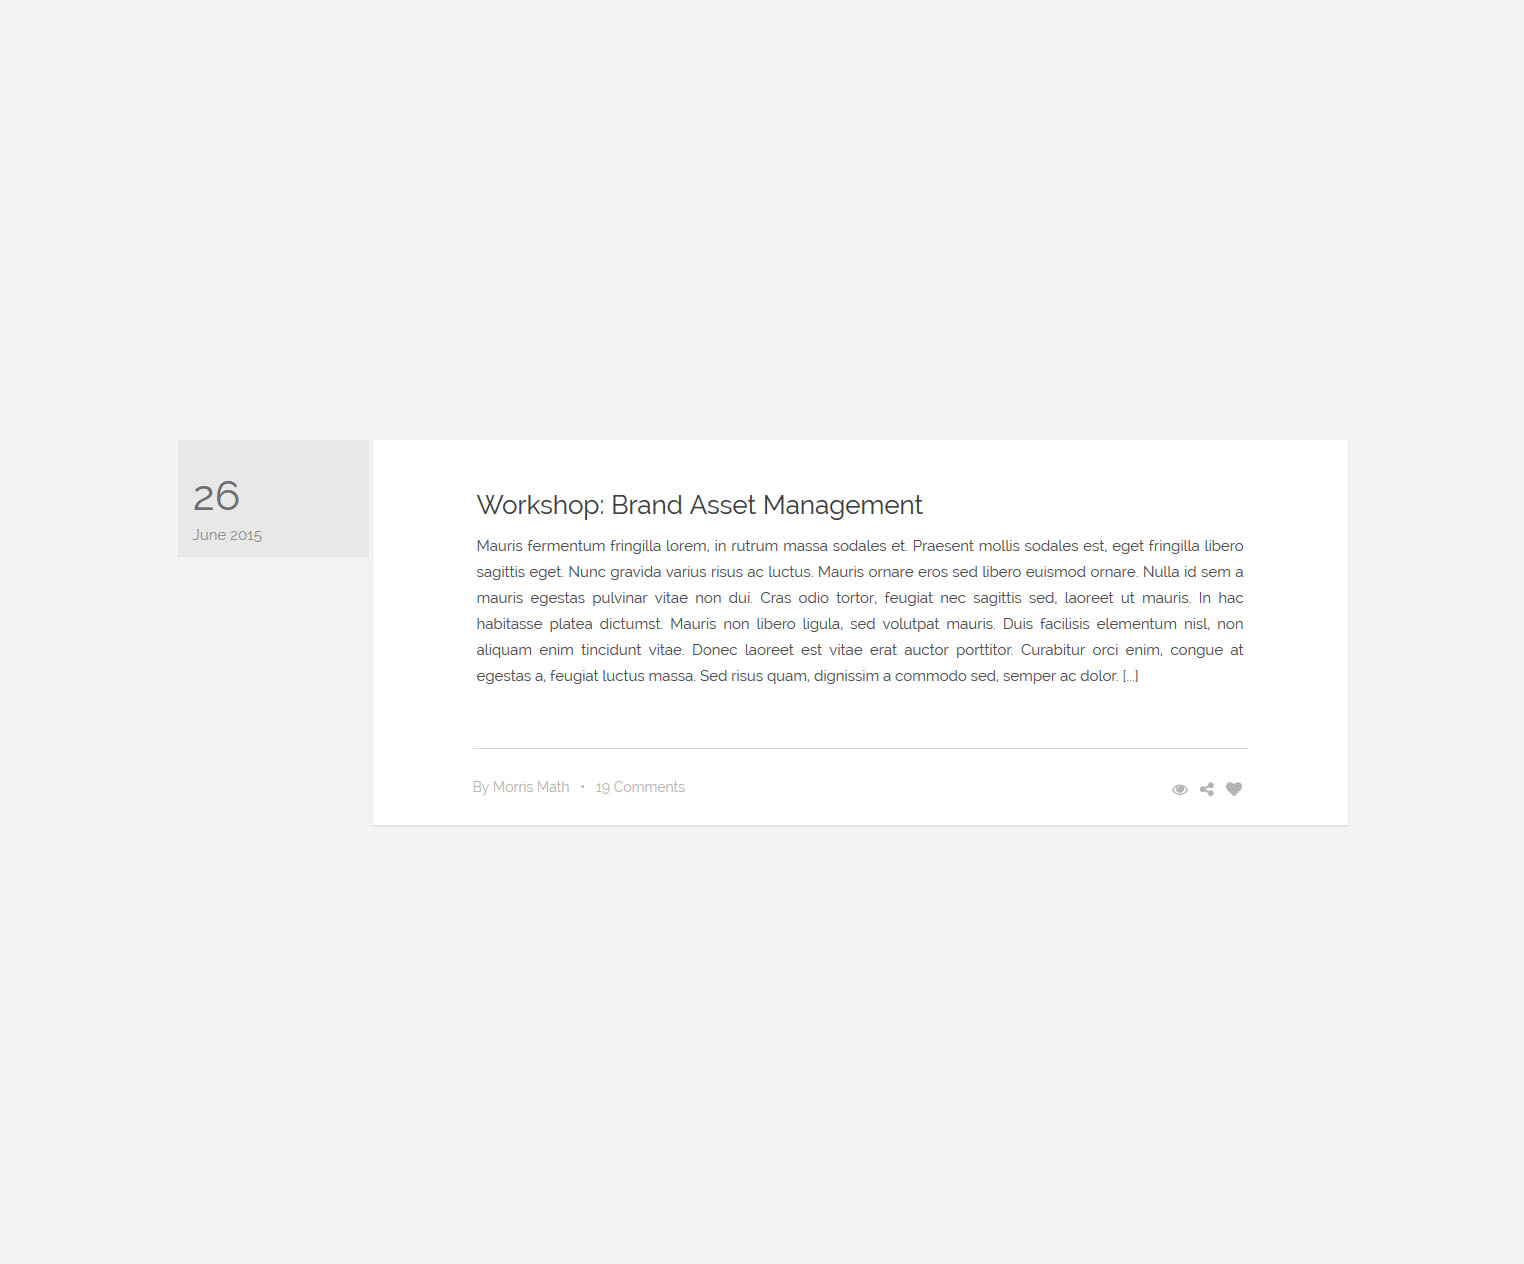 26
June 2015
Workshop: Brand Asset Management
Mauris fermentum fringilla lorem, in rutrum massa sodales et. Praesent mollis sodales est, eget fringilla libero
sagittis eget. Nunc gravida varius risus ac luctus. Mauris ornare eros sed libero euismod ornare. Nulla id sem a
mauris egestas pulvinar vitae non dui. Cras odio tortor, feugiat nec sagittis sed, laoreet ut mauris. In hac
habitasse platea dictumst. Mauris non libero ligula, sed volutpat mauris. Duis facilisis elementum nisl, non
aliquam enim tincidunt vitae. Donec laoreet est vitae erat auctor porttitor. Curabitur orci enim, congue at
egestas a, feugiat luctus massa. Sed risus quam, dignissim a commodo sed, semper ac dolor. [...]
By Morris Math • 19 Comments